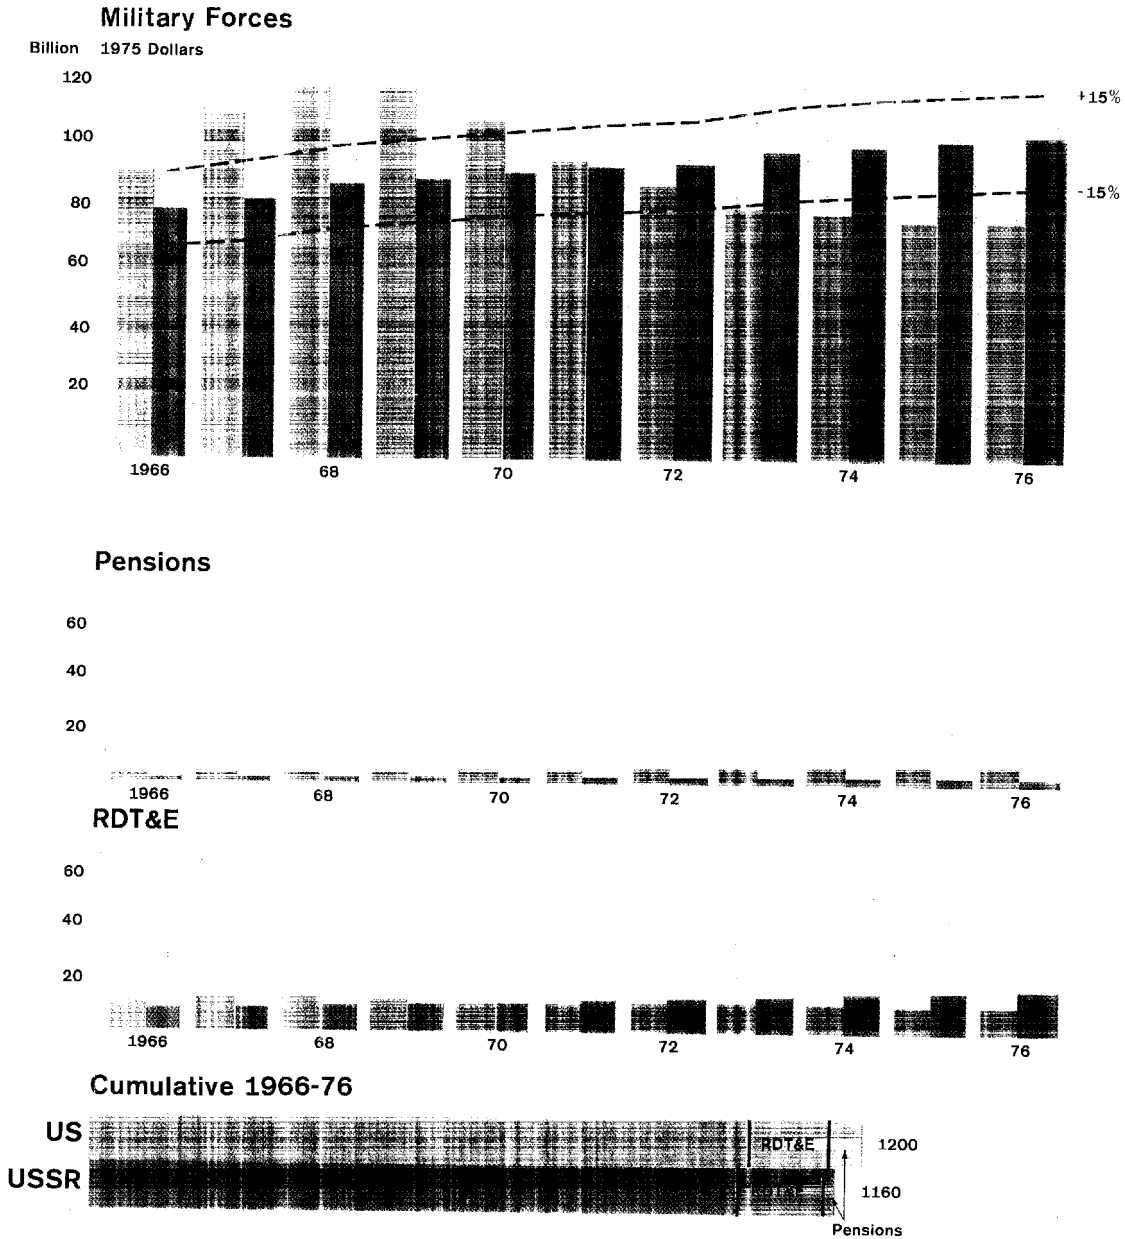 Military Forces
Billion 1975 Dollars
120
+15%
100
80
-15%
60
40
20
1966 68 70 72 74 76
Pensions
60
40
20
1966 68 70 72 74 76
RDT&E
60
40
20
1966 68 70 72 74 76
Cumulative 1966-76
US RDT&E 1200
USSR 1160
Pensions